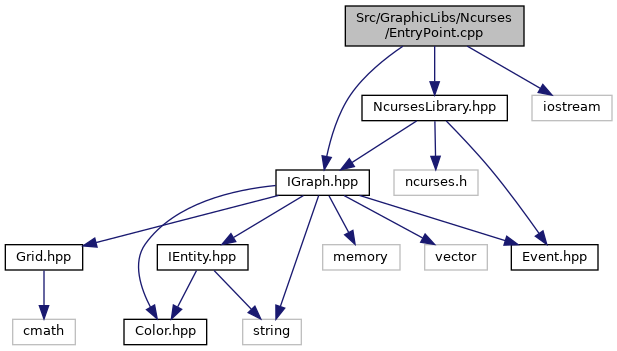 Src/GraphicLibs/Ncurses
/EntryPoint.cpp
NcursesLibrary.hpp
iostream
IGraph.hpp
ncurses.h
Grid.hpp
IEntity.hpp
memory
vector
Event.hpp
cmath
Color.hpp
string